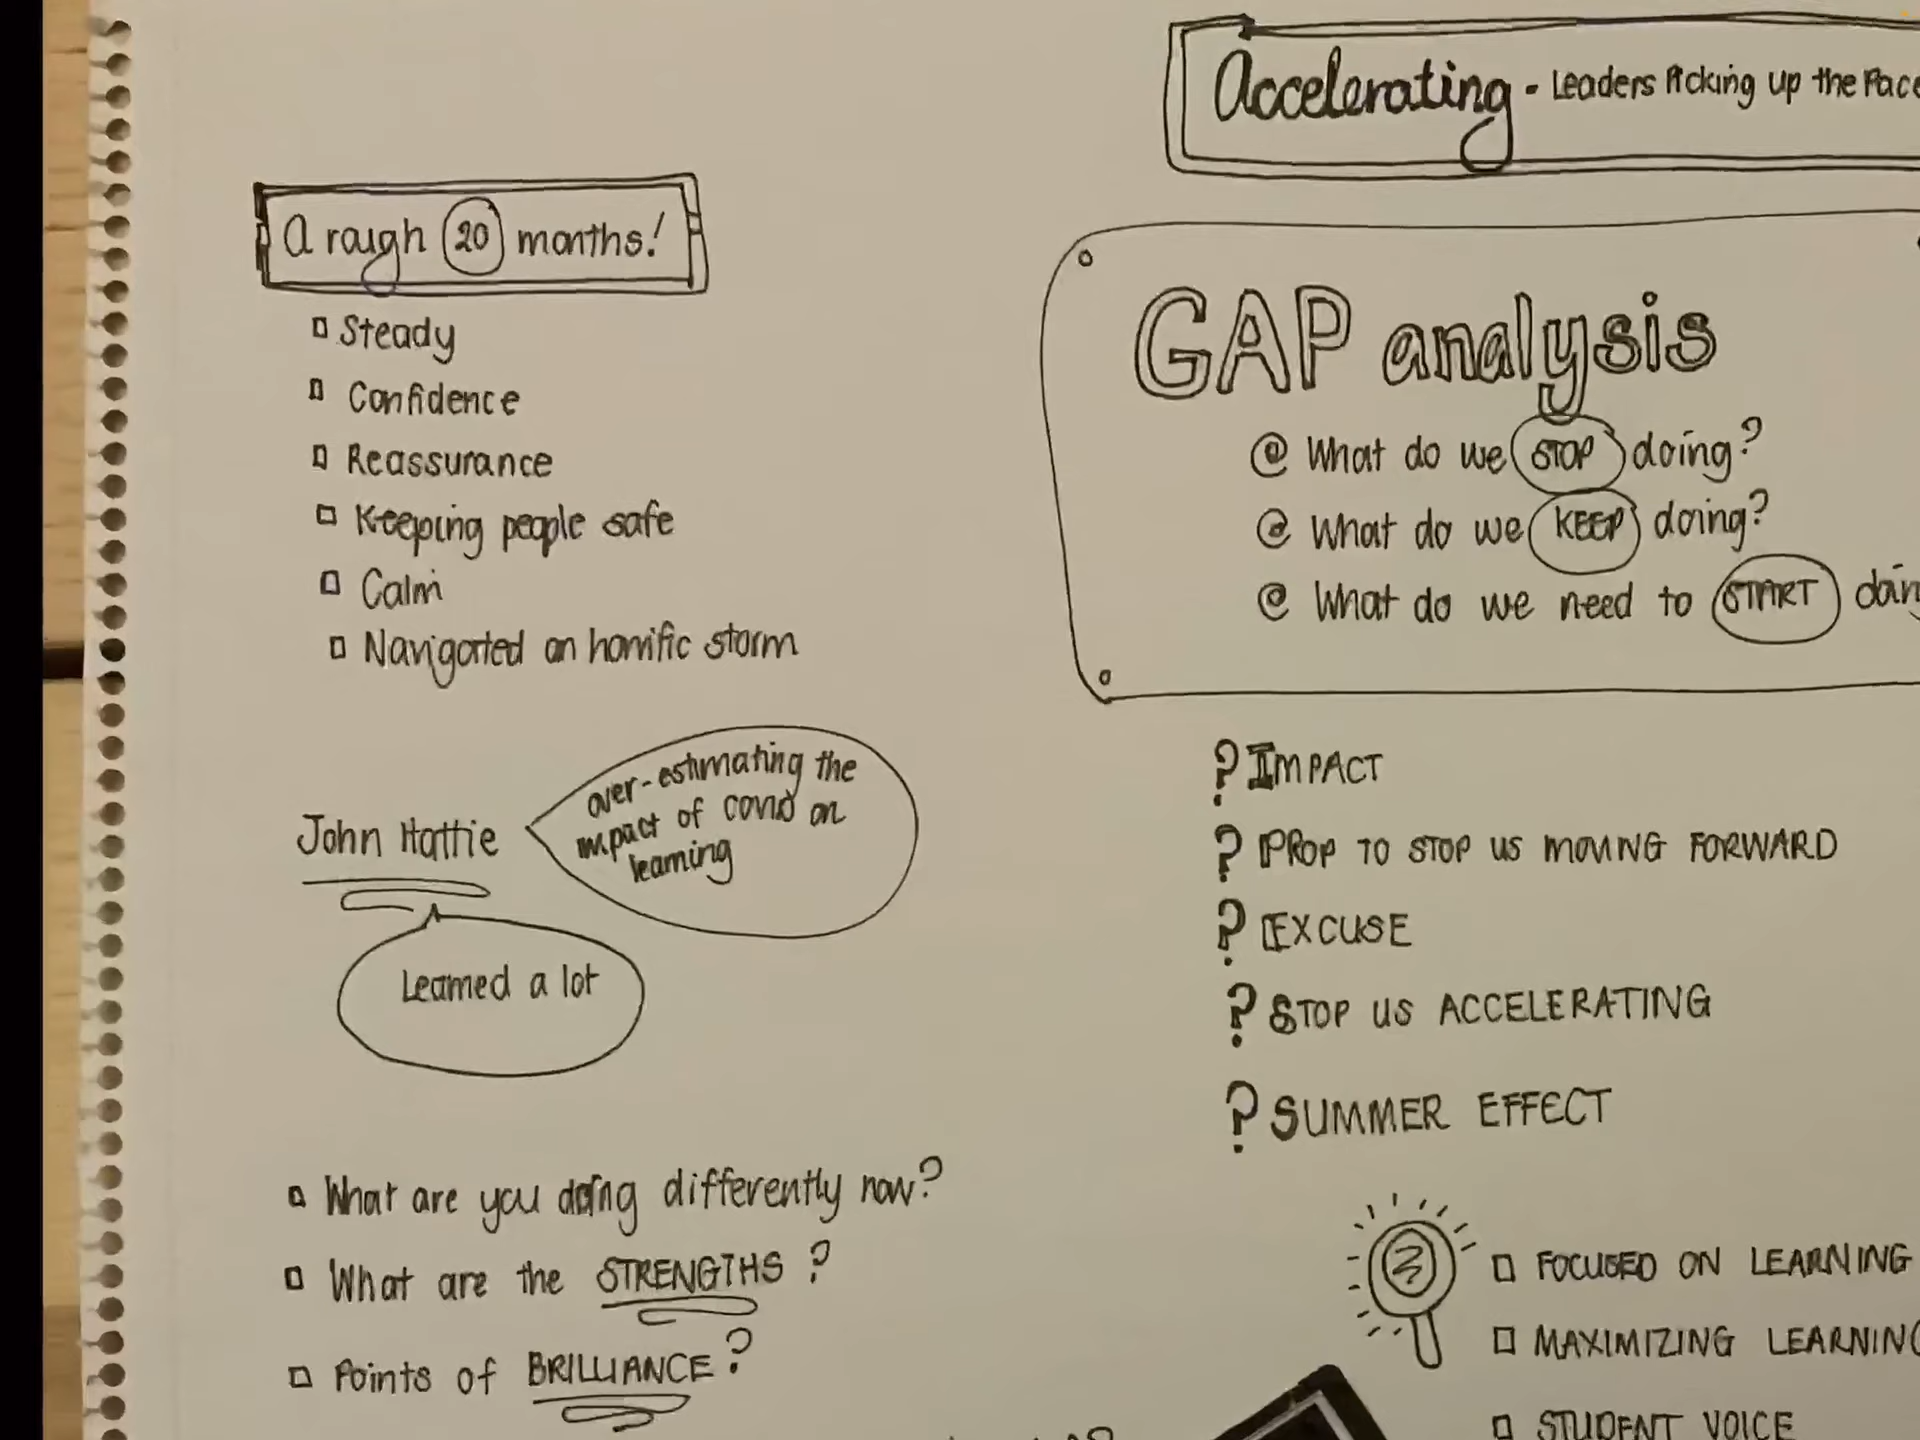 Accelerating - Leaders Picking up the Pace
A rough 20 months!
Steady
Confidence
Reassurance
Keeping people safe
Calm
Navigated an horrific storm
GAP analysis
@ What do we STOP doing?
@ What do we KEEP doing?
@ What do we need to START doin
John Hattie
over-estimating the
impact of covid on
learning
Learned a lot
? IMPACT
? PROP TO STOP US MOVING FORWARD
? EXCUSE
? STOP US ACCELERATING
? SUMMER EFFECT
What are you doing differently now?
What are the STRENGTHS?
Points of BRILLIANCE?
FOCUSED ON LEARNING
MAXIMIZING LEARNING
STUDENT VOICE